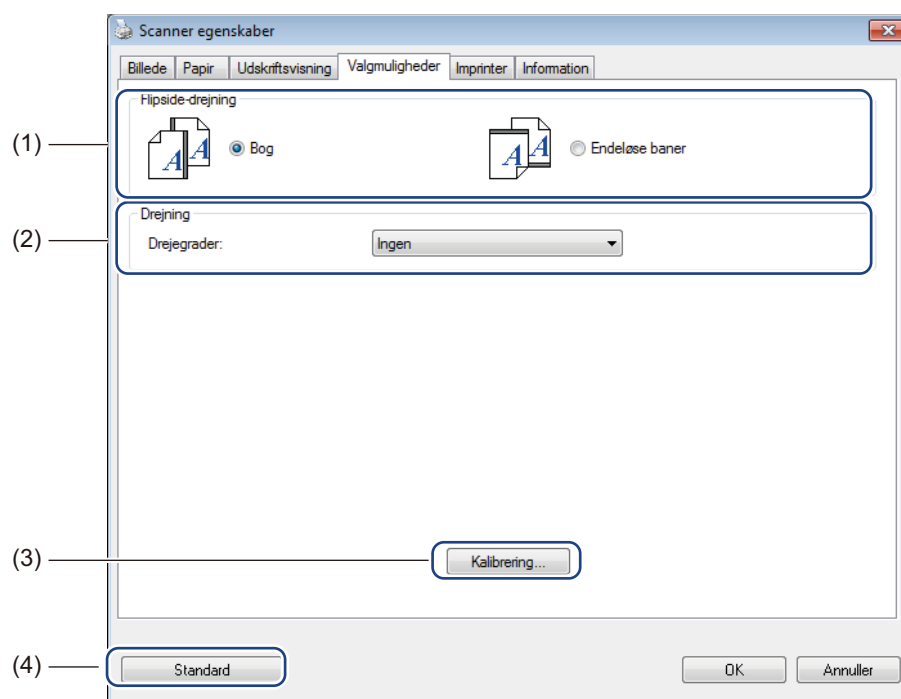 Scanner egenskaber
Billede Papir Udskriftsvisning Valgmuligheder Imprinter Information
Flipside-drejning
(1)
A A Bog
A A Endeløse baner
Drejning
(2)
Drejegrader: Ingen
(3)
Kalibrering...
(4)
Standard OK Annuller